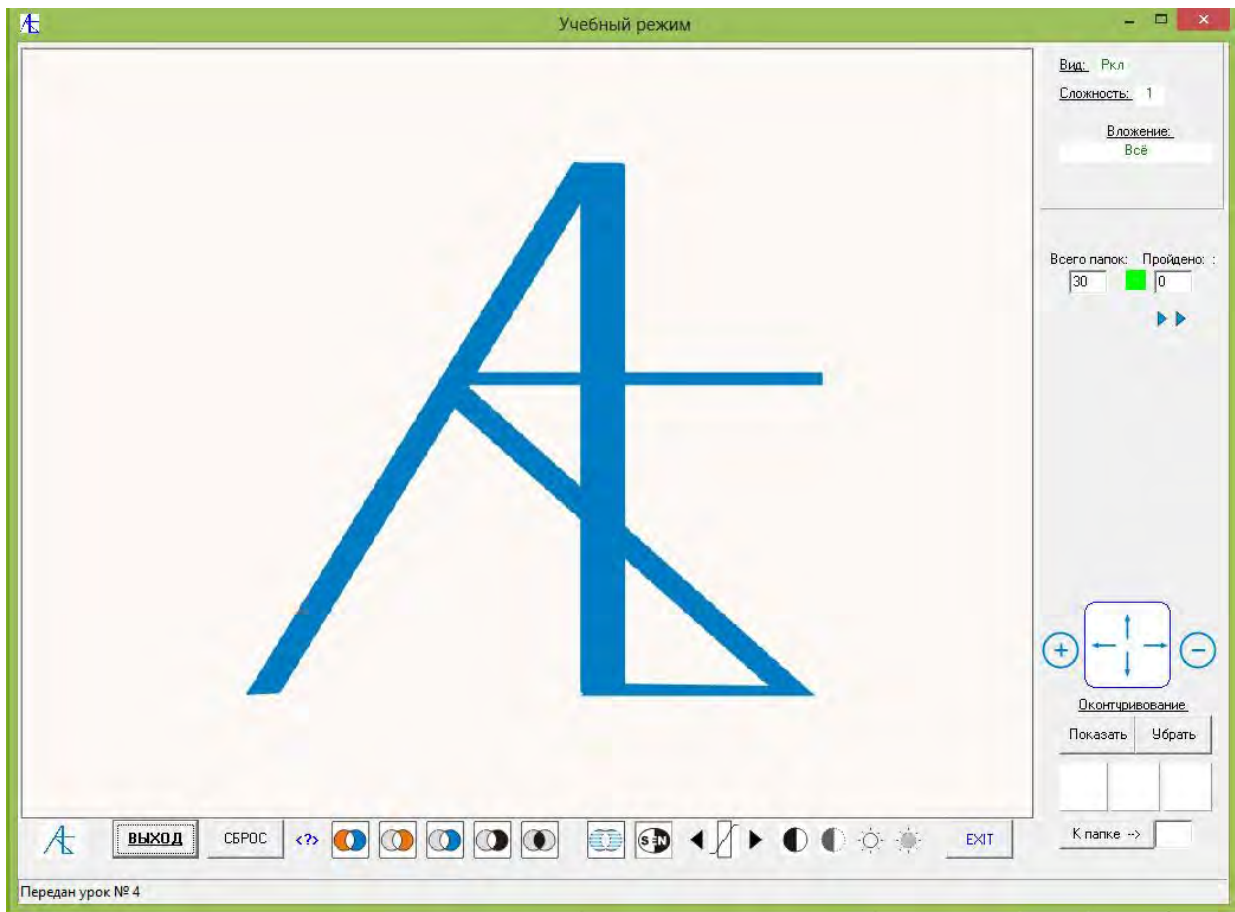 Учебный режим
Вид: Ркл
Сложность: 1
Вложение:
Всё
Всего папок: Пройдено: :
30 0
Оконтуривание
Показать Убрать
ВЫХОД СБРОС <?> SEN EXIT
К папке -->
Передан урок № 4